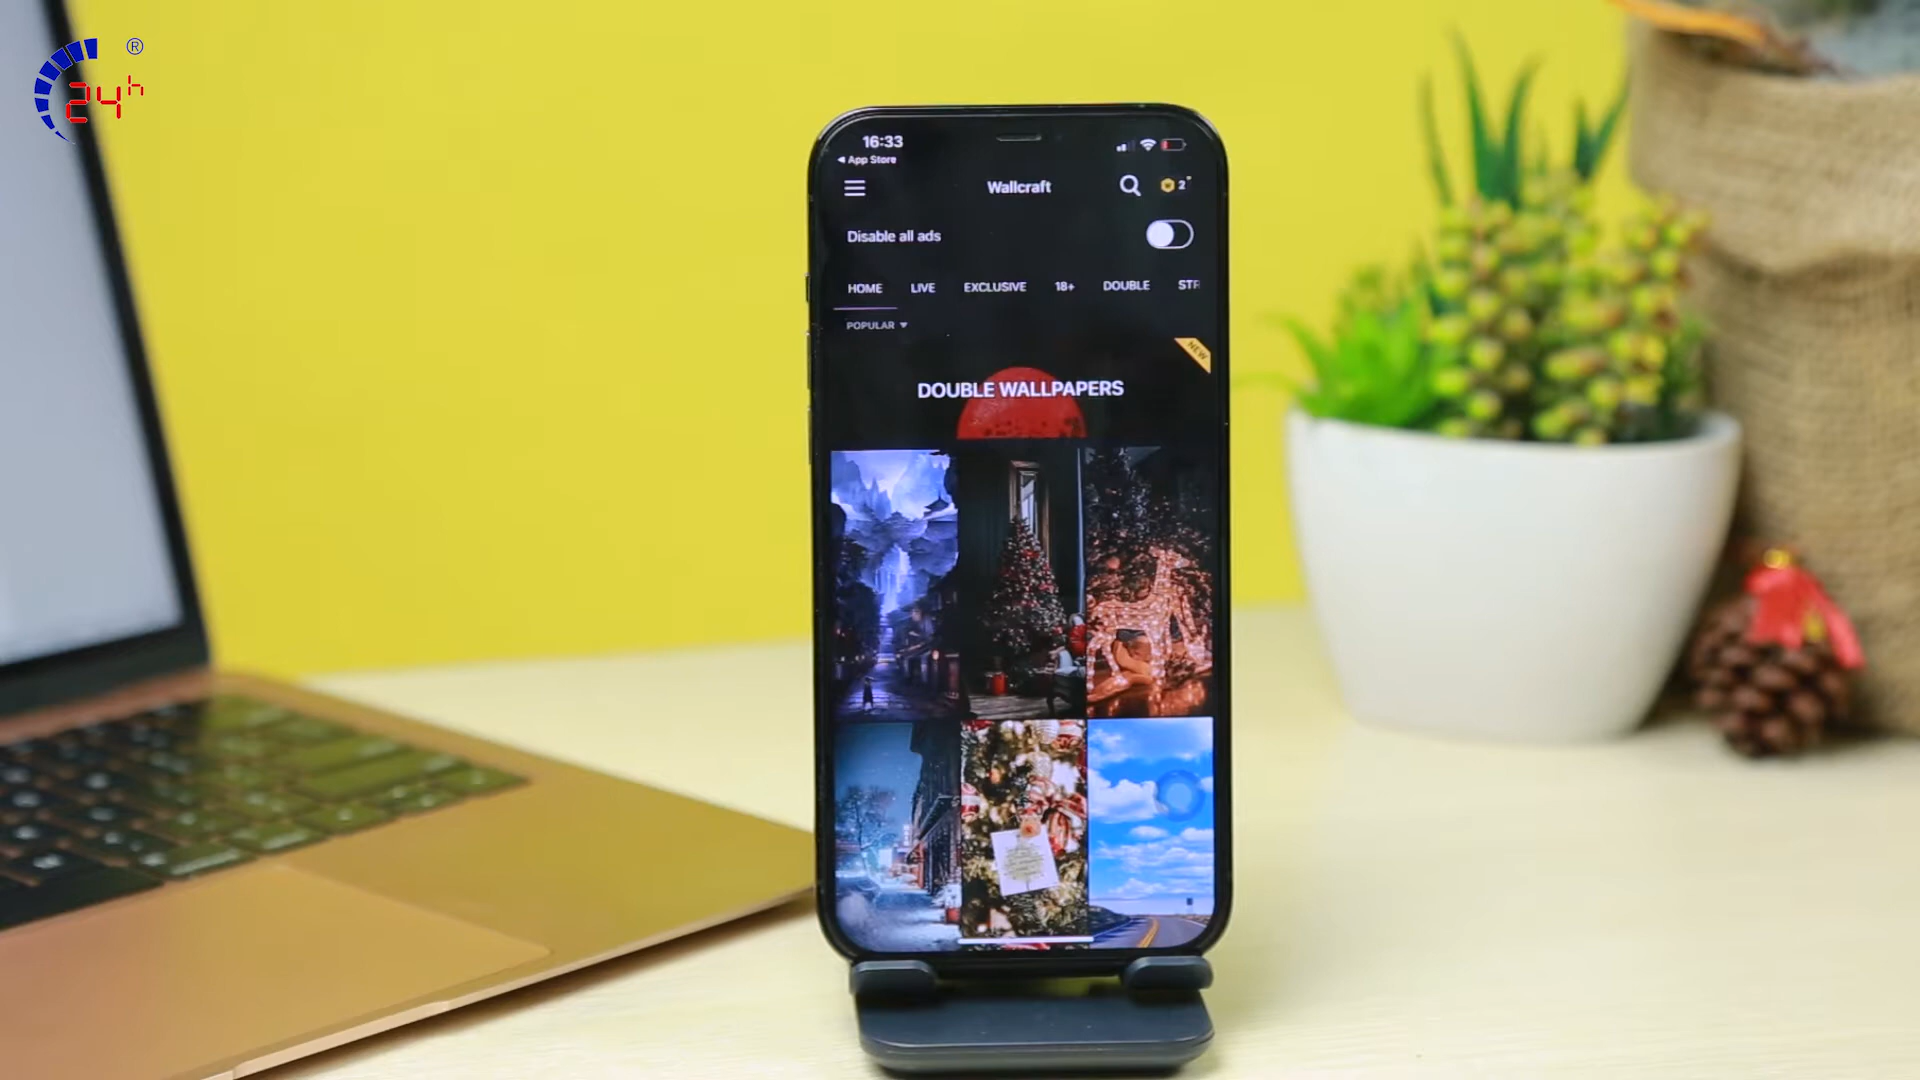 24h
®
16:33
App Store
Wallcraft
2
Disable all ads
HOME LIVE EXCLUSIVE 18+ DOUBLE STR
POPULAR
NEW
DOUBLE WALLPAPERS